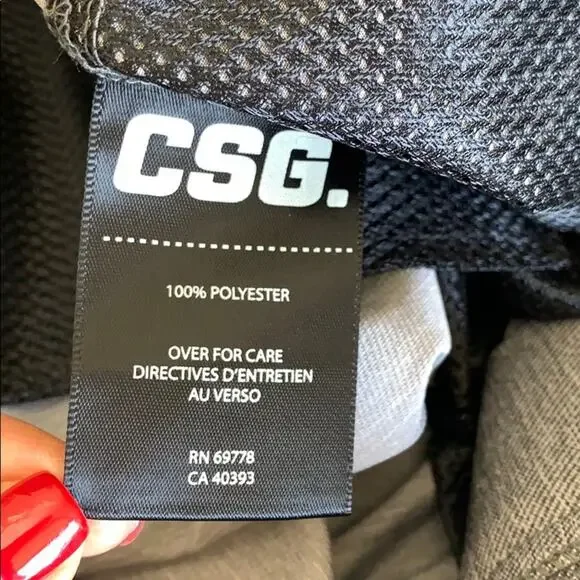 CSG.
100% POLYESTER
OVER FOR CARE
DIRECTIVES D'ENTRETIEN
AU VERSO
RN 69778
CA 40393